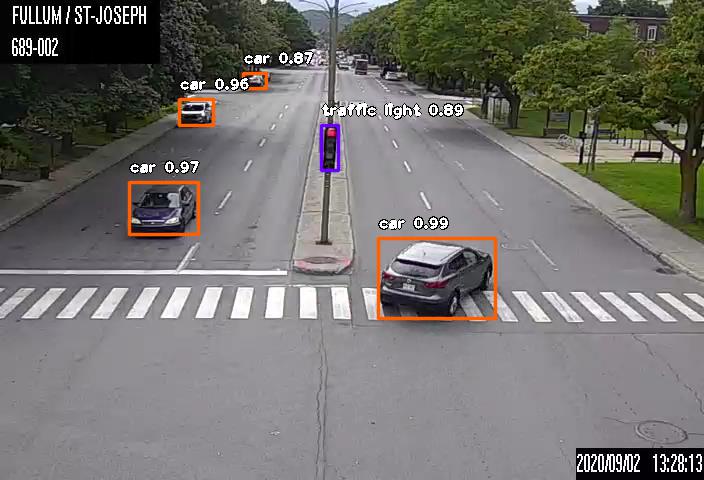 FULLUM / ST-JOSEPH
689-002
car 0.87
car 0.96
traffic light 0.89
car 0.97
car 0.99
2020/09/02 13:28:13